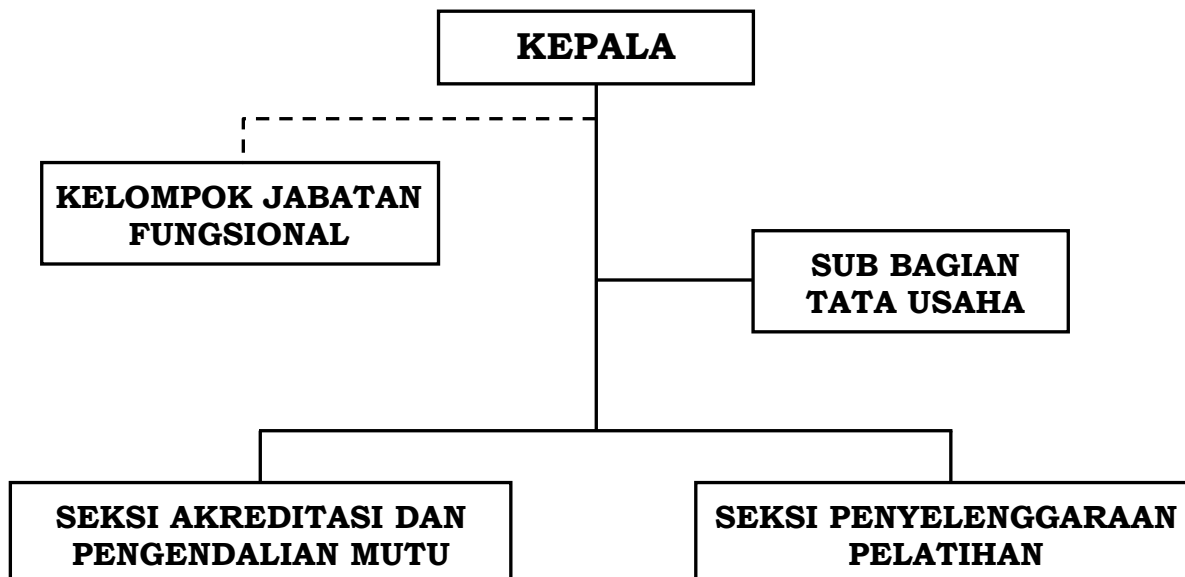 KEPALA
KELOMPOK JABATAN
FUNGSIONAL
SUB BAGIAN
TATA USAHA
SEKSI AKREDITASI DAN
PENGENDALIAN MUTU
SEKSI PENYELENGGARAAN
PELATIHAN